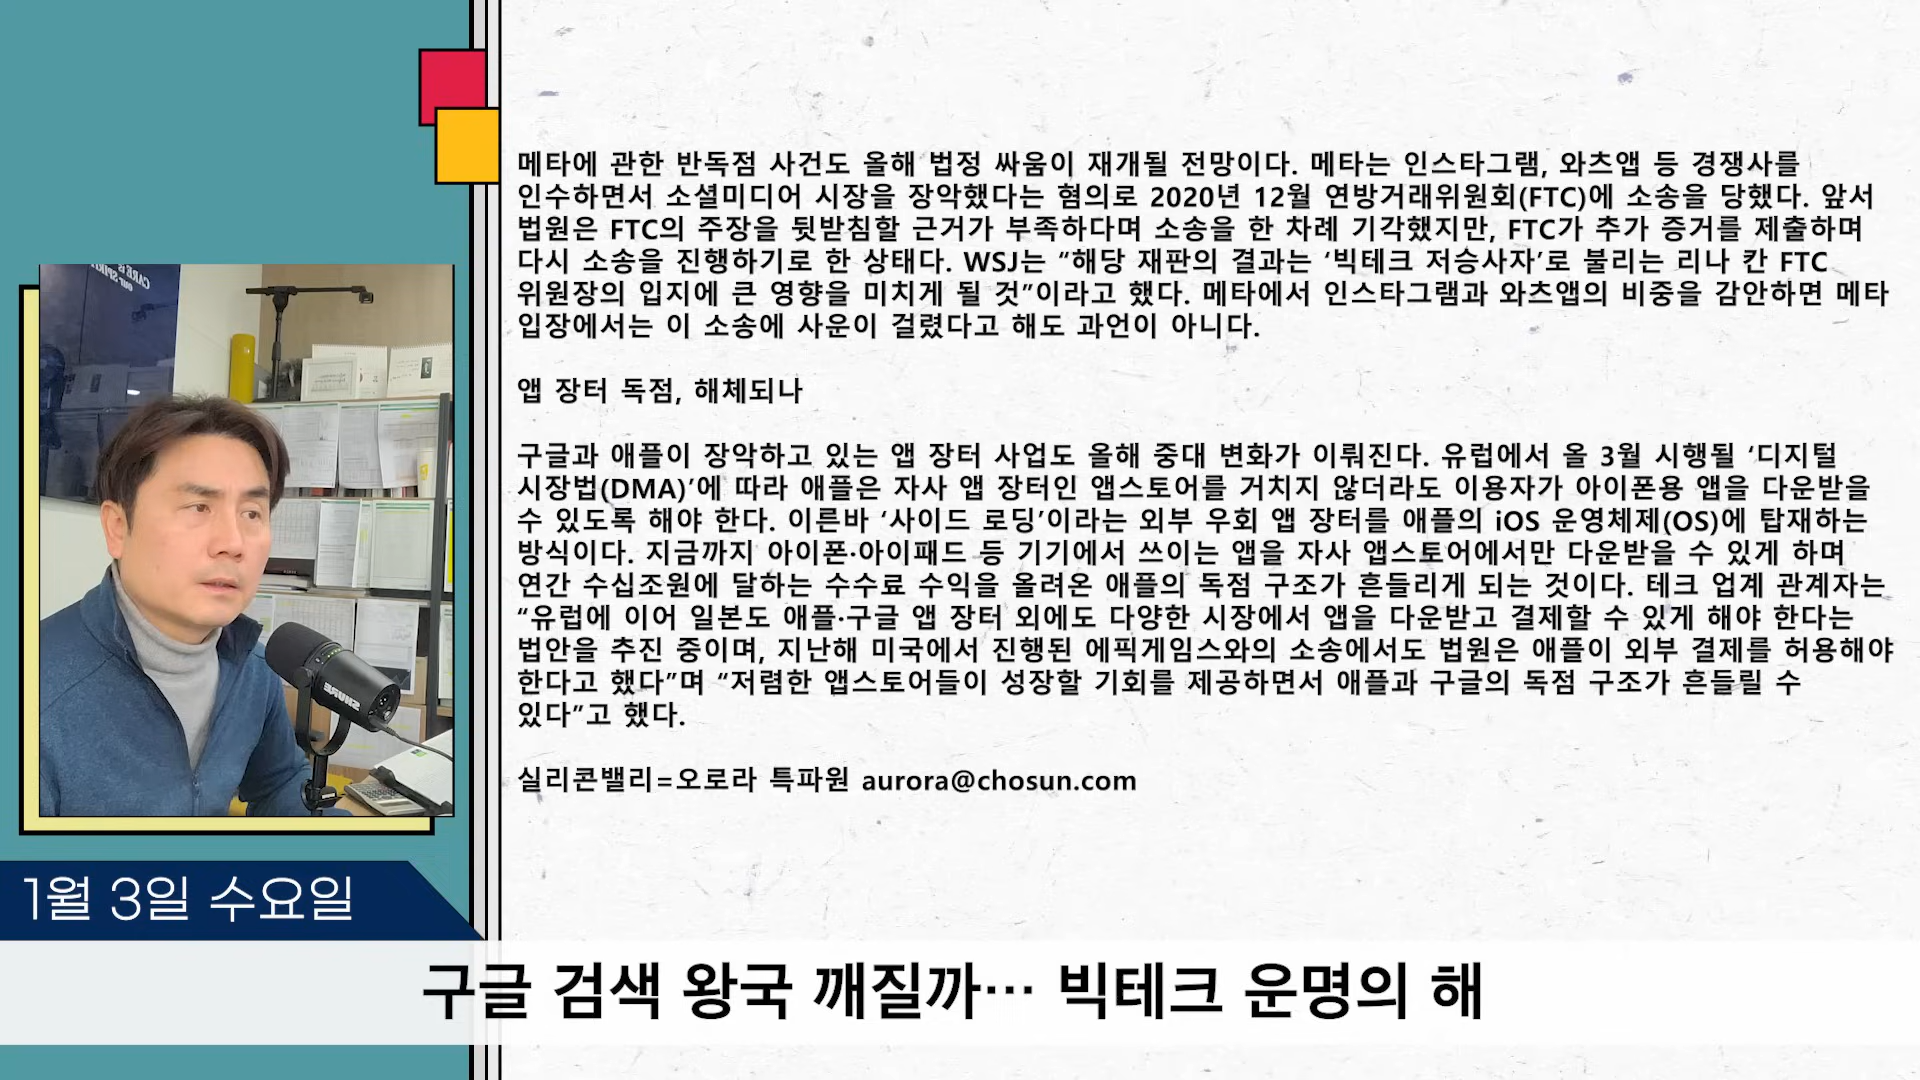 메타에 관한 반독점 사건도 올해 법정 싸움이 재개될 전망이다. 메타는 인스타그램, 와츠앱 등 경쟁사를
인수하면서 소셜미디어 시장을 장악했다는 혐의로 2020년 12월 연방거래위원회(FTC)에 소송을 당했다. 앞서
법원은 FTC의 주장을 뒷받침할 근거가 부족하다며 소송을 한 차례 기각했지만, FTC가 추가 증거를 제출하며
다시 소송을 진행하기로 한 상태다. WSJ는 “해당 재판의 결과는 ‘빅테크 저승사자’로 불리는 리나 칸 FTC
위원장의 입지에 큰 영향을 미치게 될 것”이라고 했다. 메타에서 인스타그램과 와츠앱의 비중을 감안하면 메타
입장에서는 이 소송에 사운이 걸렸다고 해도 과언이 아니다.
앱 장터 독점, 해체되나
구글과 애플이 장악하고 있는 앱 장터 사업도 올해 중대 변화가 이뤄진다. 유럽에서 올 3월 시행될 ‘디지털
시장법(DMA)’에 따라 애플은 자사 앱 장터인 앱스토어를 거치지 않더라도 이용자가 아이폰용 앱을 다운받을
수 있도록 해야 한다. 이른바 ‘사이드 로딩’이라는 외부 우회 앱 장터를 애플의 iOS 운영체제(OS)에 탑재하는
방식이다. 지금까지 아이폰·아이패드 등 기기에서 쓰이는 앱을 자사 앱스토어에서만 다운받을 수 있게 하며
연간 수십조원에 달하는 수수료 수익을 올려온 애플의 독점 구조가 흔들리게 되는 것이다. 테크 업계 관계자는
“유럽에 이어 일본도 애플·구글 앱 장터 외에도 다양한 시장에서 앱을 다운받고 결제할 수 있게 해야 한다는
법안을 추진 중이며, 지난해 미국에서 진행된 에픽게임스와의 소송에서도 법원은 애플이 외부 결제를 허용해야
한다고 했다”며 “저렴한 앱스토어들이 성장할 기회를 제공하면서 애플과 구글의 독점 구조가 흔들릴 수
있다”고 했다.
실리콘밸리=오로라 특파원 aurora@chosun.com
CARE is
our SPIRIT
SHURE
1월 3일 수요일
구글 검색 왕국 깨질까… 빅테크 운명의 해